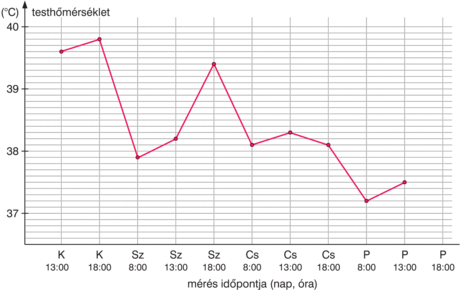 (°C) testhőmérséklet
40
39
38
37
K K Sz Sz Sz Cs Cs Cs P P P
13:00 18:00 8:00 13:00 18:00 8:00 13:00 18:00 8:00 13:00 18:00
mérés időpontja (nap, óra)